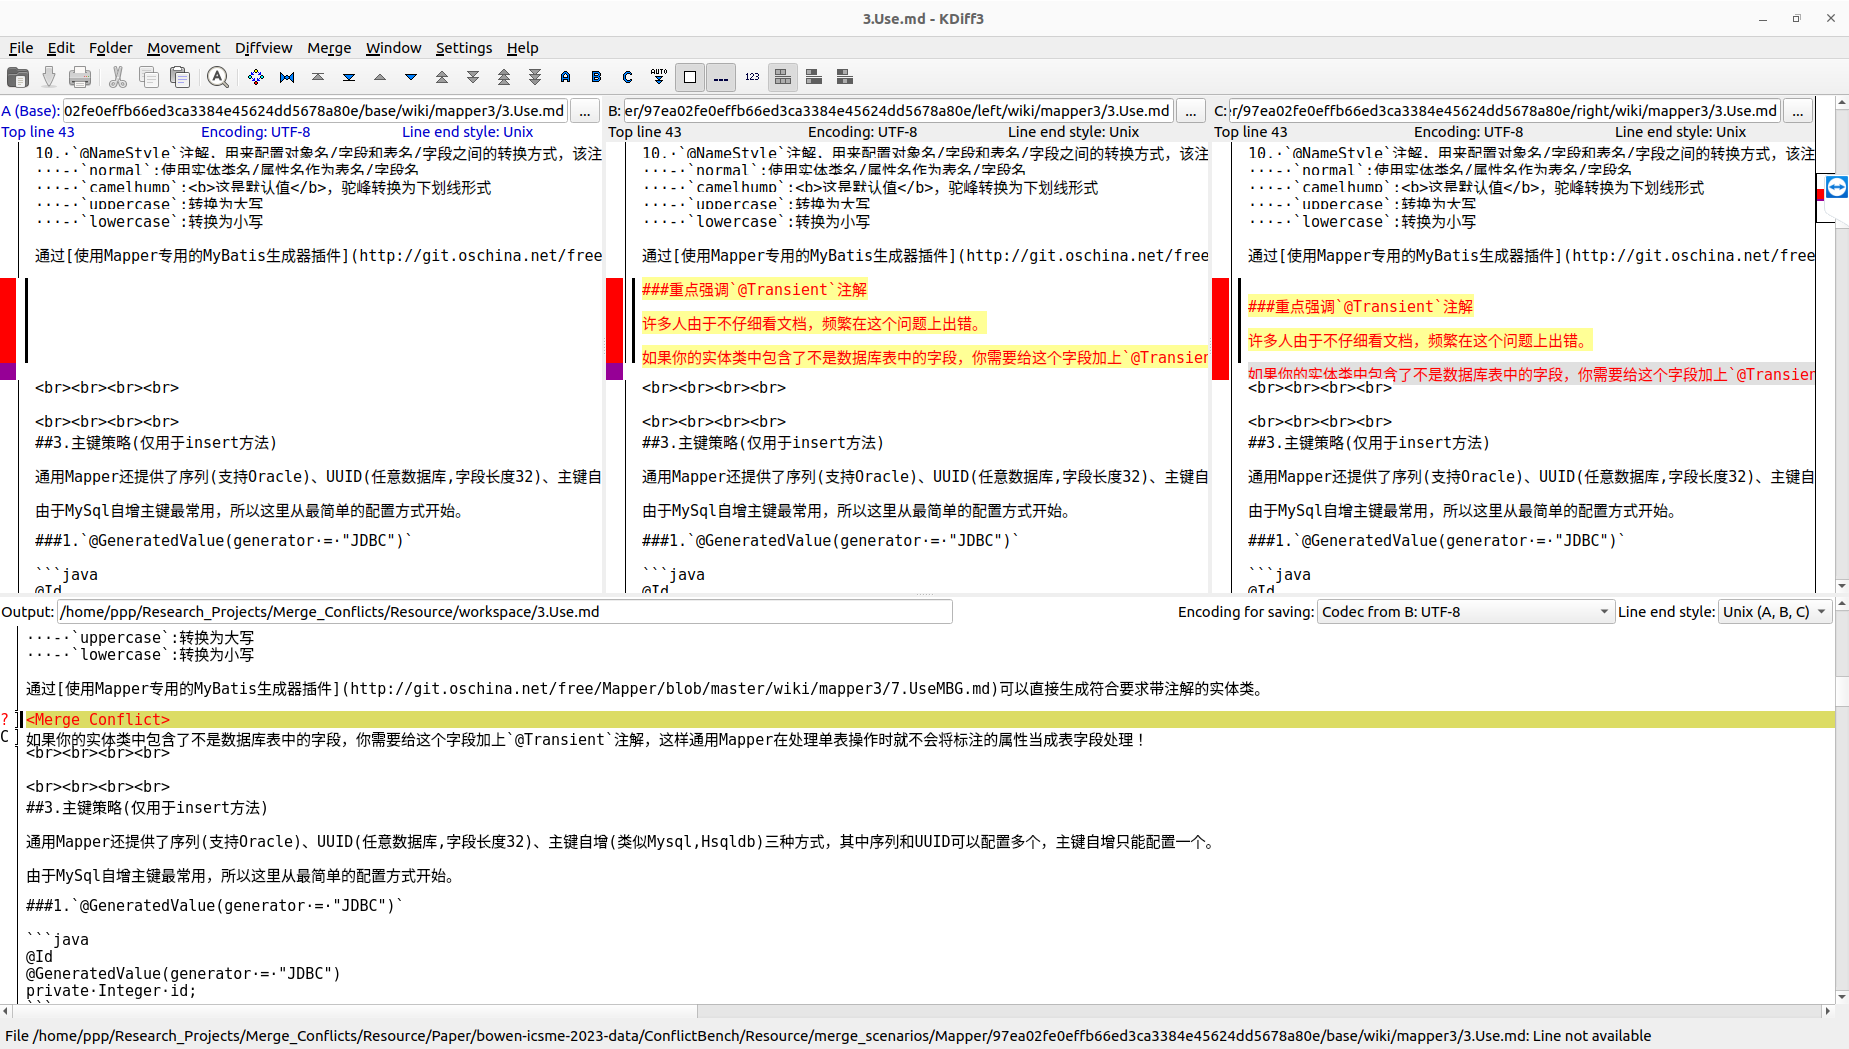 3.Use.md - KDiff3
File Edit Folder Movement Diffview Merge Window Settings Help
A B C AUTO 123
A (Base): 02fe0effb66ed3ca3384e45624dd5678a80e/base/wiki/mapper3/3.Use.md ...
Top line 43 Encoding: UTF-8 Line end style: Unix
10.·`@NameStyle`注解，用来配置对象名/字段和表名/字段之间的转换方式，该注
···-·`normal`:使用实体类名/属性名作为表名/字段名
···-·`camelhump`:<b>这是默认值</b>，驼峰转换为下划线形式
···-·`uppercase`:转换为大写
···-·`lowercase`:转换为小写
通过[使用Mapper专用的MyBatis生成器插件](http://git.oschina.net/free
<br><br><br><br>
<br><br><br><br>
##3.主键策略(仅用于insert方法)
通用Mapper还提供了序列(支持Oracle)、UUID(任意数据库,字段长度32)、主键自
由于MySql自增主键最常用，所以这里从最简单的配置方式开始。
###1.`@GeneratedValue(generator·=·"JDBC")`
```java
@Id
B: er/97ea02fe0effb66ed3ca3384e45624dd5678a80e/left/wiki/mapper3/3.Use.md ...
Top line 43 Encoding: UTF-8 Line end style: Unix
10.·`@NameStyle`注解，用来配置对象名/字段和表名/字段之间的转换方式，该注
···-·`normal`:使用实体类名/属性名作为表名/字段名
···-·`camelhump`:<b>这是默认值</b>，驼峰转换为下划线形式
···-·`uppercase`:转换为大写
···-·`lowercase`:转换为小写
通过[使用Mapper专用的MyBatis生成器插件](http://git.oschina.net/free
###重点强调`@Transient`注解
许多人由于不仔细看文档，频繁在这个问题上出错。
如果你的实体类中包含了不是数据库表中的字段，你需要给这个字段加上`@Transien
<br><br><br><br>
<br><br><br><br>
##3.主键策略(仅用于insert方法)
通用Mapper还提供了序列(支持Oracle)、UUID(任意数据库,字段长度32)、主键自
由于MySql自增主键最常用，所以这里从最简单的配置方式开始。
###1.`@GeneratedValue(generator·=·"JDBC")`
```java
@Id
C: r/97ea02fe0effb66ed3ca3384e45624dd5678a80e/right/wiki/mapper3/3.Use.md ...
Top line 43 Encoding: UTF-8 Line end style: Unix
10.·`@NameStyle`注解，用来配置对象名/字段和表名/字段之间的转换方式，该注
···-·`normal`:使用实体类名/属性名作为表名/字段名
···-·`camelhump`:<b>这是默认值</b>，驼峰转换为下划线形式
···-·`uppercase`:转换为大写
···-·`lowercase`:转换为小写
通过[使用Mapper专用的MyBatis生成器插件](http://git.oschina.net/free
###重点强调`@Transient`注解
许多人由于不仔细看文档，频繁在这个问题上出错。
如果你的实体类中包含了不是数据库表中的字段，你需要给这个字段加上`@Transien
<br><br><br><br>
<br><br><br><br>
##3.主键策略(仅用于insert方法)
通用Mapper还提供了序列(支持Oracle)、UUID(任意数据库,字段长度32)、主键自
由于MySql自增主键最常用，所以这里从最简单的配置方式开始。
###1.`@GeneratedValue(generator·=·"JDBC")`
```java
@Id
Output: /home/ppp/Research_Projects/Merge_Conflicts/Resource/workspace/3.Use.md Encoding for saving: Codec from B: UTF-8 Line end style: Unix (A, B, C)
···-·`uppercase`:转换为大写
···-·`lowercase`:转换为小写
通过[使用Mapper专用的MyBatis生成器插件](http://git.oschina.net/free/Mapper/blob/master/wiki/mapper3/7.UseMBG.md)可以直接生成符合要求带注解的实体类。
? <Merge Conflict>
C 如果你的实体类中包含了不是数据库表中的字段，你需要给这个字段加上`@Transient`注解，这样通用Mapper在处理单表操作时就不会将标注的属性当成表字段处理！
<br><br><br><br>
<br><br><br><br>
##3.主键策略(仅用于insert方法)
通用Mapper还提供了序列(支持Oracle)、UUID(任意数据库,字段长度32)、主键自增(类似Mysql,Hsqldb)三种方式，其中序列和UUID可以配置多个，主键自增只能配置一个。
由于MySql自增主键最常用，所以这里从最简单的配置方式开始。
###1.`@GeneratedValue(generator·=·"JDBC")`
```java
@Id
@GeneratedValue(generator·=·"JDBC")
private·Integer·id;
```
File /home/ppp/Research_Projects/Merge_Conflicts/Resource/Paper/bowen-icsme-2023-data/ConflictBench/Resource/merge_scenarios/Mapper/97ea02fe0effb66ed3ca3384e45624dd5678a80e/base/wiki/mapper3/3.Use.md: Line not available